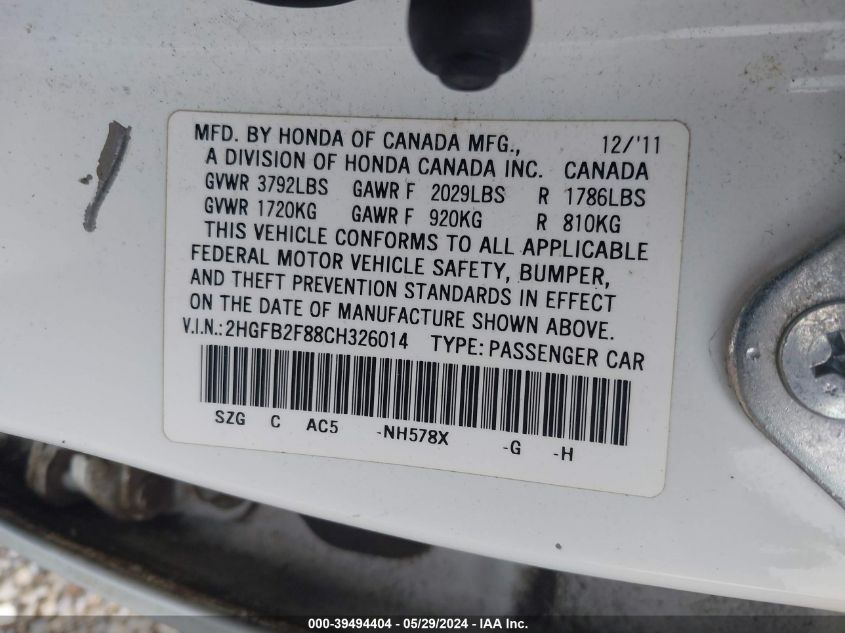 MFD. BY HONDA OF CANADA MFG., 12/'11
A DIVISION OF HONDA CANADA INC. CANADA
GVWR 3792LBS GAWR F 2029LBS R 1786LBS
GVWR 1720KG GAWR F 920KG R 810KG
THIS VEHICLE CONFORMS TO ALL APPLICABLE
FEDERAL MOTOR VEHICLE SAFETY, BUMPER,
AND THEFT PREVENTION STANDARDS IN EFFECT
ON THE DATE OF MANUFACTURE SHOWN ABOVE.
V.I.N.:2HGFB2F88CH326014 TYPE: PASSENGER CAR
SZG C AC5 -NH578X -G -H
000-39494404 - 05/29/2024 - IAA Inc.